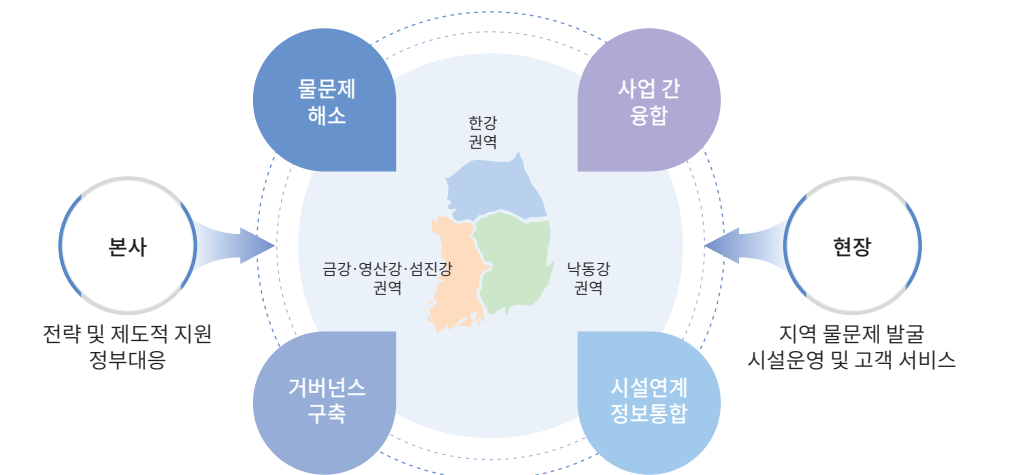 물문제
해소
사업 간
융합
한강
권역
본사
전략 및 제도적 지원
정부대응
금강·영산강·섬진강
권역
낙동강
권역
현장
지역 물문제 발굴
시설운영 및 고객 서비스
거버넌스
구축
시설연계
정보통합